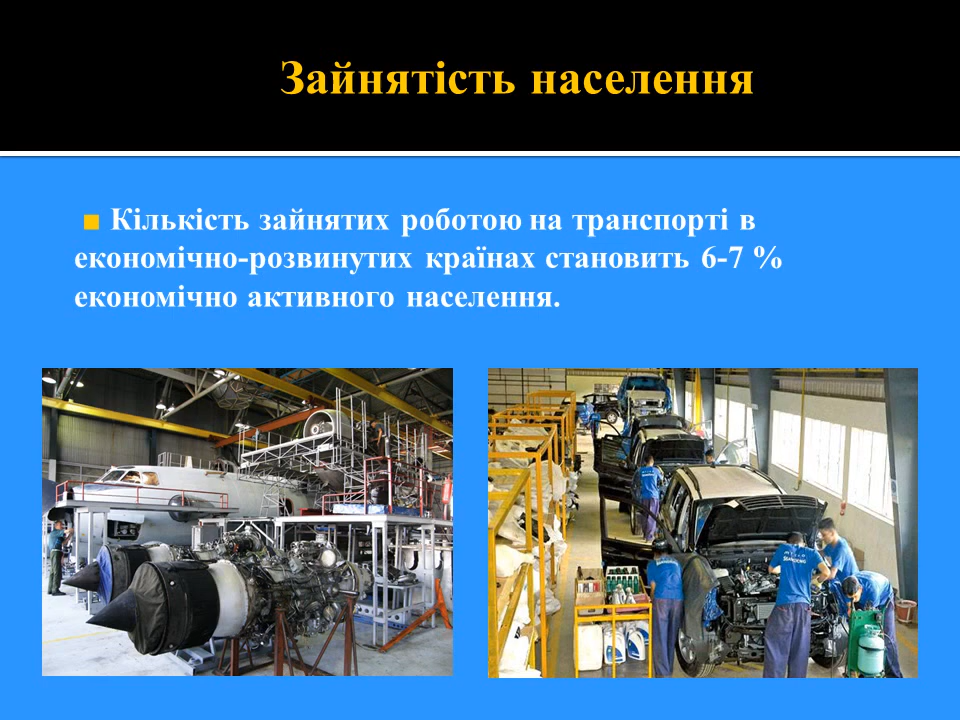 Зайнятість населення
Кількість зайнятих роботою на транспорті в
економічно-розвинутих країнах становить 6-7 %
економічно активного населення.